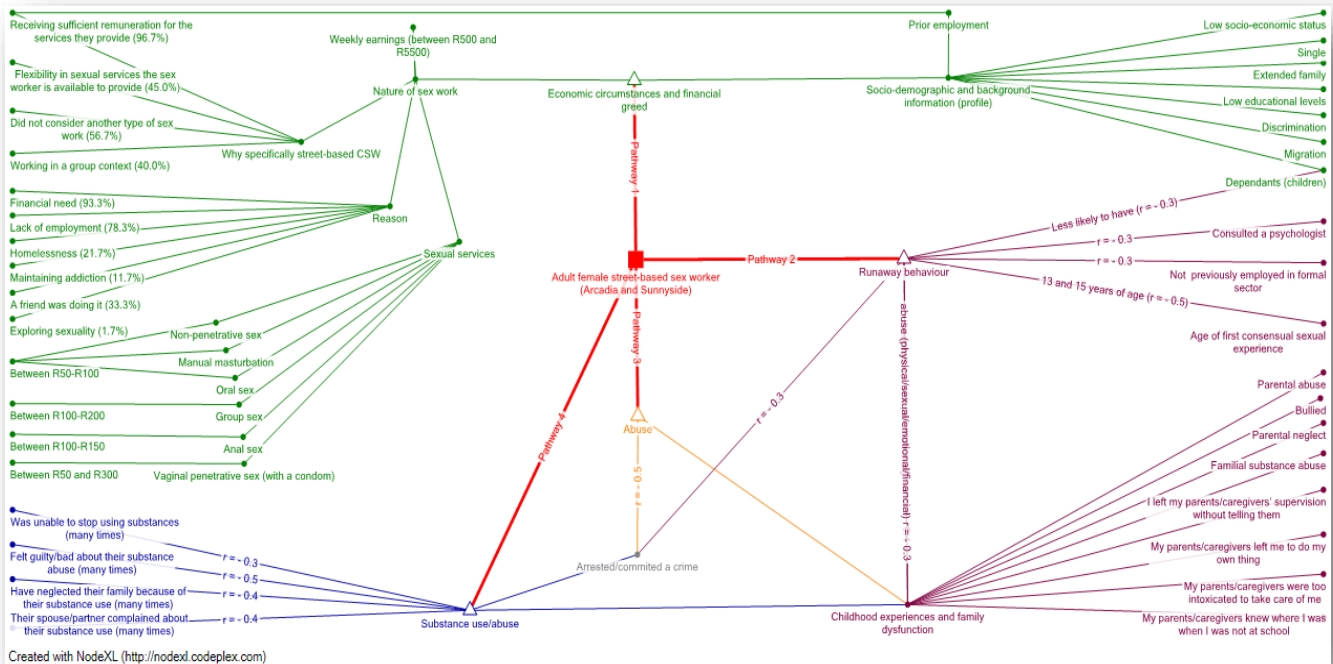 Receiving sufficient remuneration for the
services they provide (96.7%)
Flexibility in sexual services the sex
worker is available to provide (45.0%)
Did not consider another type of sex
work (56.7%)
Working in a group context (40.0%)
Weekly earnings (between R500 and
R5500)
Nature of sex work
Why specifically street-based CSW
Financial need (93.3%)
Lack of employment (78.3%)
Homelessness (21.7%)
Maintaining addiction (11.7%)
A friend was doing it (33.3%)
Exploring sexuality (1.7%)
Reason
Sexual services
Non-penetrative sex
Manual masturbation
Oral sex
Group sex
Anal sex
Vaginal penetrative sex (with a condom)
Between R50-R100
Between R100-R200
Between R100-R150
Between R50 and R300
Economic circumstances and financial
greed
Prior employment
Socio-demographic and background
information (profile)
Low socio-economic status
Single
Extended family
Low educational levels
Discrimination
Migration
Dependants (children)
Pathway 1
Adult female street-based sex worker
(Arcadia and Sunnyside)
Pathway 2
Runaway behaviour
Less likely to have (r = - 0.3)
r = - 0.3
Consulted a psychologist
r = - 0.3
Not previously employed in formal
sector
13 and 15 years of age (r = - 0.5)
Age of first consensual sexual
experience
Pathway 3
Abuse
r = - 0.5
r = - 0.3
abuse (physical/sexual/emotional/financial) r = - 0.3
Arrested/commited a crime
Pathway 4
Parental abuse
Bullied
Parental neglect
Familial substance abuse
I left my parents/caregivers' supervision
without telling them
My parents/caregivers left me to do my
own thing
My parents/caregivers were too
intoxicated to take care of me
My parents/caregivers knew where I was
when I was not at school
Childhood experiences and family
dysfunction
Was unable to stop using substances
(many times)
r = - 0.3
Felt guilty/bad about their substance
abuse (many times)
r = - 0.5
Have neglected their family because of
their substance use (many times)
r = - 0.4
Their spouse/partner complained about
their substance use (many times)
r = - 0.4
Substance use/abuse
Created with NodeXL (http://nodexl.codeplex.com)